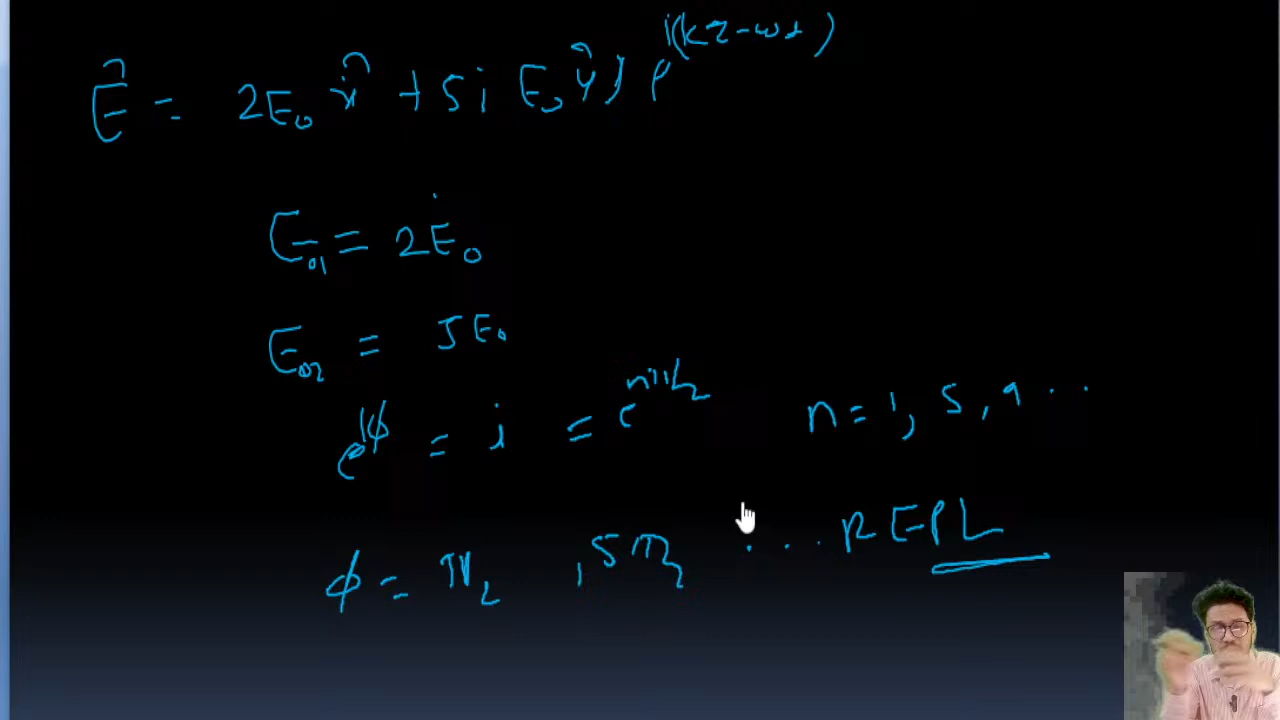 Ê = 2E₀ x̂ + 5i E₀ ŷ) e^{i(kz-ωt)}
E₀₁ = 2E₀
E₀₂ = 5E₀
e^{iφ} = i = e^{nπ/2} n = 1, 5, 9 ...
φ = π/2 , 5π/2 ... REPL